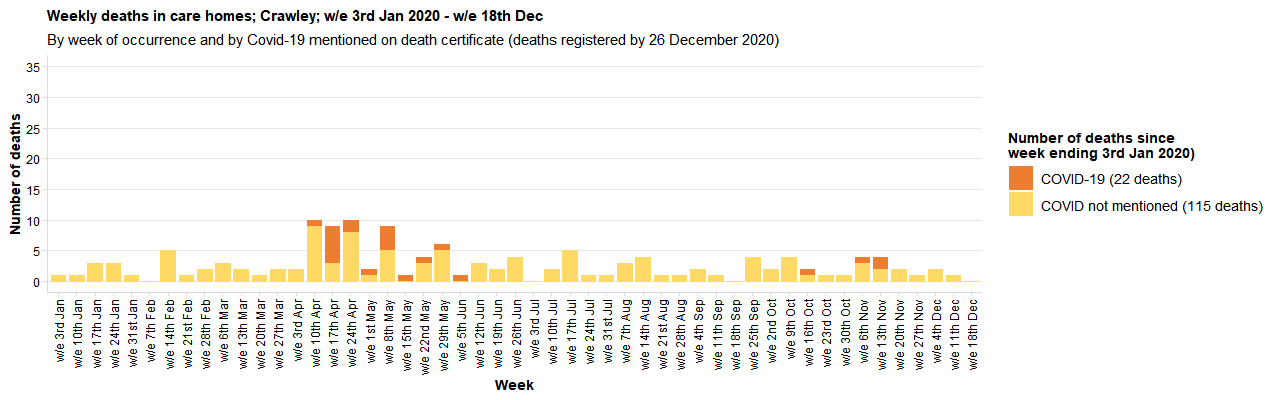 Weekly deaths in care homes; Crawley; w/e 3rd Jan 2020 - w/e 18th Dec
By week of occurrence and by Covid-19 mentioned on death certificate (deaths registered by 26 December 2020)
Number of deaths
35
30
25
20
15
10
5
0
w/e 3rd Jan
w/e 10th Jan
w/e 17th Jan
w/e 24th Jan
w/e 31st Jan
w/e 7th Feb
w/e 14th Feb
w/e 21st Feb
w/e 28th Feb
w/e 6th Mar
w/e 13th Mar
w/e 20th Mar
w/e 27th Mar
w/e 3rd Apr
w/e 10th Apr
w/e 17th Apr
w/e 24th Apr
w/e 1st May
w/e 8th May
w/e 15th May
w/e 22nd May
w/e 29th May
w/e 5th Jun
w/e 12th Jun
w/e 19th Jun
w/e 26th Jun
w/e 3rd Jul
w/e 10th Jul
w/e 17th Jul
w/e 24th Jul
w/e 31st Jul
w/e 7th Aug
w/e 14th Aug
w/e 21st Aug
w/e 28th Aug
w/e 4th Sep
w/e 11th Sep
w/e 18th Sep
w/e 25th Sep
w/e 2nd Oct
w/e 9th Oct
w/e 16th Oct
w/e 23rd Oct
w/e 30th Oct
w/e 6th Nov
w/e 13th Nov
w/e 20th Nov
w/e 27th Nov
w/e 4th Dec
w/e 11th Dec
w/e 18th Dec
Week
Number of deaths since
week ending 3rd Jan 2020)
COVID-19 (22 deaths)
COVID not mentioned (115 deaths)